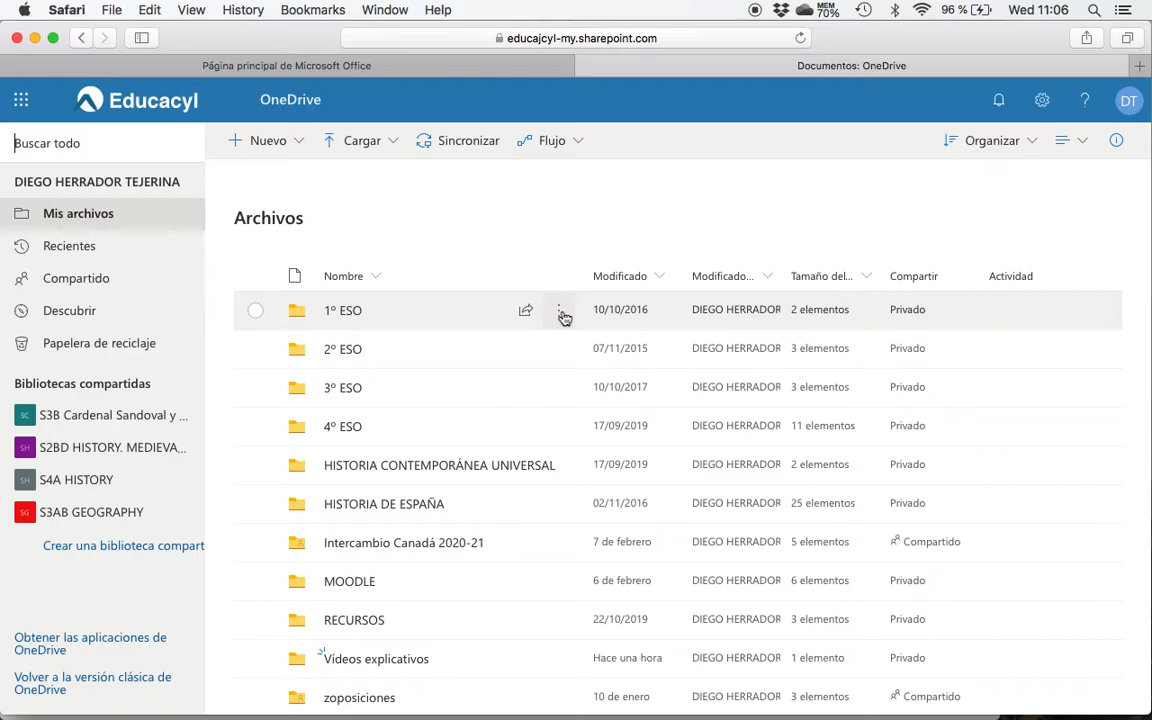 Safari File Edit View History Bookmarks Window Help MEM 70% 96 % Wed 11:06
educajcyl-my.sharepoint.com
Página principal de Microsoft Office Documentos: OneDrive
Educacyl OneDrive ? DT
Buscar todo Nuevo Cargar Sincronizar Flujo Organizar
DIEGO HERRADOR TEJERINA
Mis archivos
Recientes
Compartido
Descubrir
Papelera de reciclaje
Bibliotecas compartidas
SC S3B Cardenal Sandoval y ...
SH S2BD HISTORY. MEDIEVA...
SH S4A HISTORY
SG S3AB GEOGRAPHY
Crear una biblioteca compart
Obtener las aplicaciones de
OneDrive
Volver a la versión clásica de
OneDrive
Archivos
Nombre Modificado Modificado... Tamaño del... Compartir Actividad
1º ESO 10/10/2016 DIEGO HERRADOR 2 elementos Privado
2º ESO 07/11/2015 DIEGO HERRADOR 3 elementos Privado
3º ESO 10/10/2017 DIEGO HERRADOR 3 elementos Privado
4º ESO 17/09/2019 DIEGO HERRADOR 11 elementos Privado
HISTORIA CONTEMPORÁNEA UNIVERSAL 17/09/2019 DIEGO HERRADOR 2 elementos Privado
HISTORIA DE ESPAÑA 02/11/2016 DIEGO HERRADOR 25 elementos Privado
Intercambio Canadá 2020-21 7 de febrero DIEGO HERRADOR 5 elementos Compartido
MOODLE 6 de febrero DIEGO HERRADOR 6 elementos Privado
RECURSOS 22/10/2019 DIEGO HERRADOR 3 elementos Privado
Vídeos explicativos Hace una hora DIEGO HERRADOR 1 elemento Privado
zoposiciones 10 de enero DIEGO HERRADOR 3 elementos Compartido